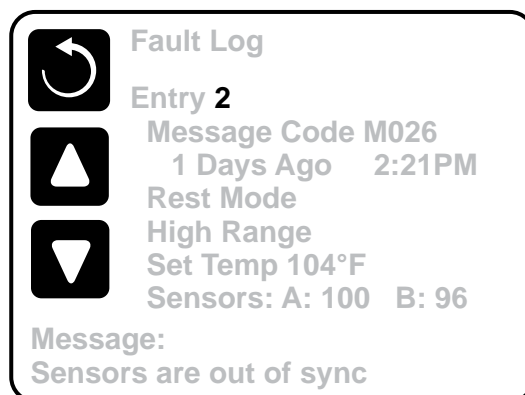 Fault Log
Entry 2
Message Code M026
1 Days Ago 2:21PM
Rest Mode
High Range
Set Temp 104°F
Sensors: A: 100 B: 96
Message:
Sensors are out of sync